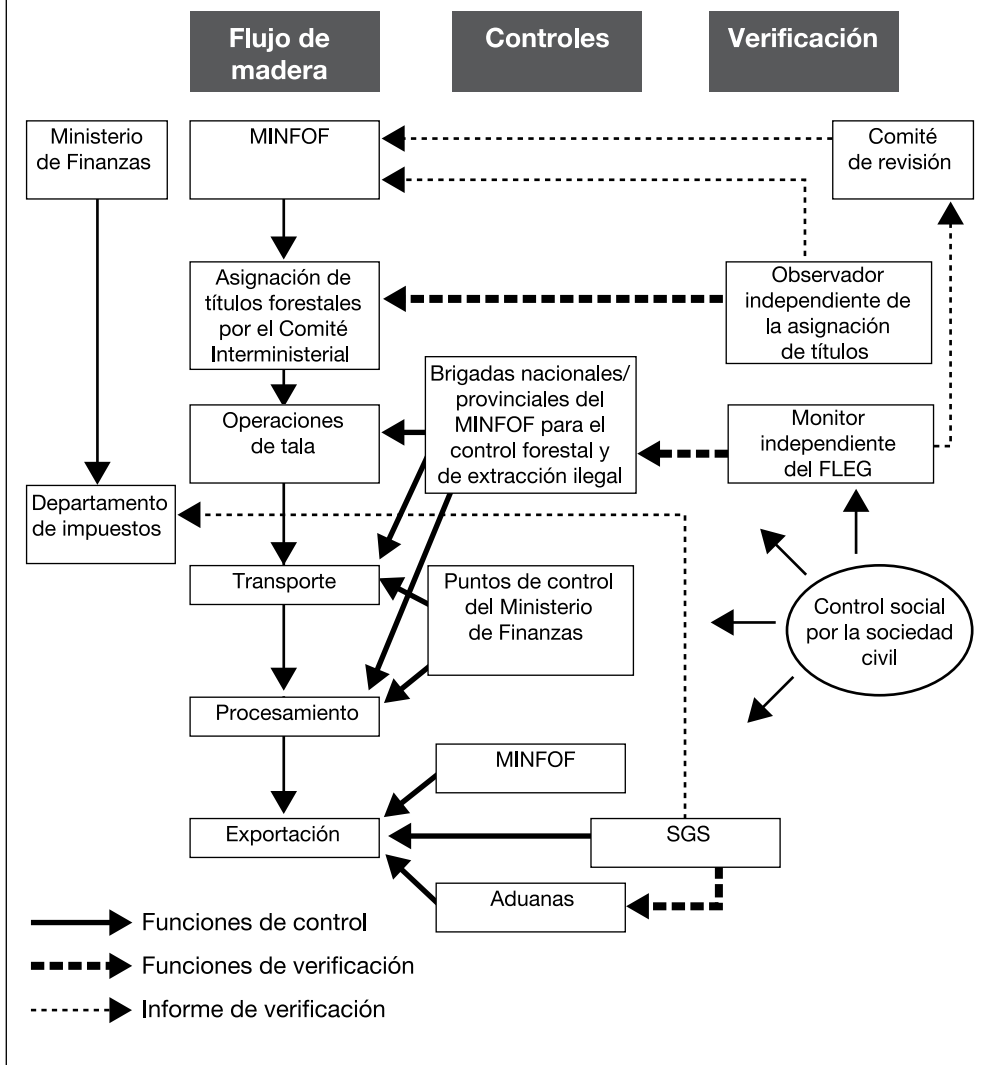 Flujo de
madera
Controles
Verificación
Ministerio
de Finanzas
MINFOF
Comité
de revisión
Asignación de
títulos forestales
por el Comité
Interministerial
Observador
independiente de
la asignación
de títulos
Brigadas nacionales/
provinciales del
MINFOF para el
control forestal y
de extracción ilegal
Operaciones
de tala
Monitor
independiente
del FLEG
Departamento
de impuestos
Transporte
Puntos de control
del Ministerio
de Finanzas
Control social
por la sociedad
civil
Procesamiento
MINFOF
Exportación
SGS
Aduanas
Funciones de control
Funciones de verificación
Informe de verificación